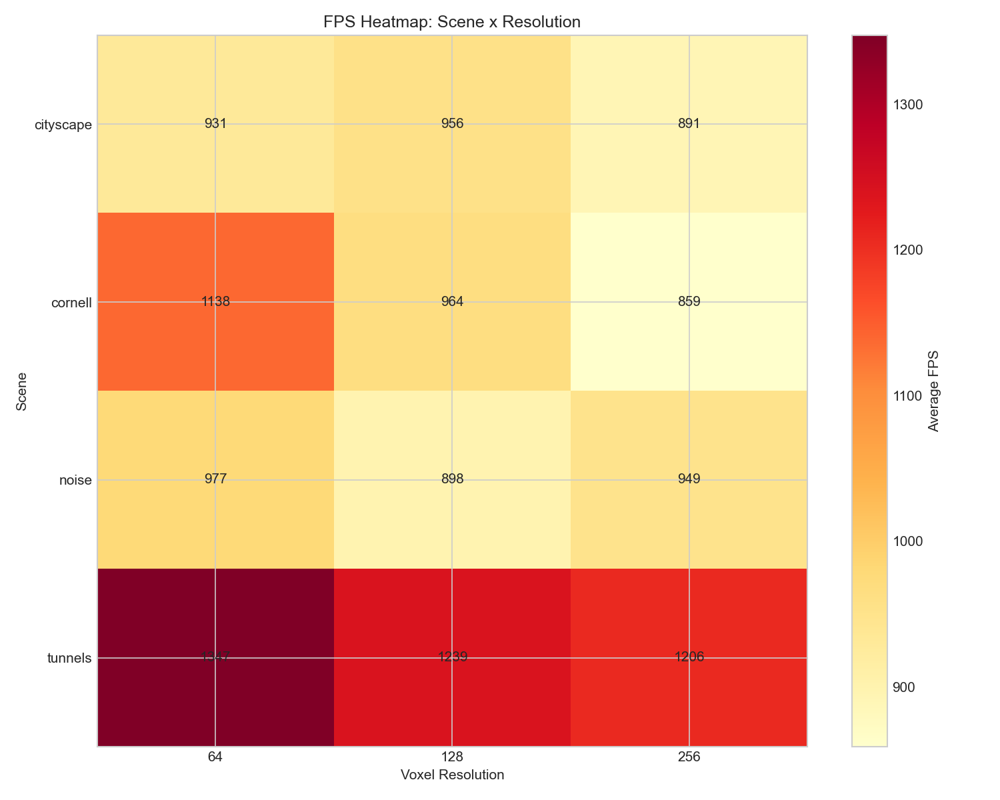 FPS Heatmap: Scene x Resolution
cityscape 931 956 891
cornell 1138 964 859
noise 977 898 949
tunnels 1347 1239 1206
64 128 256
Voxel Resolution
Scene
1300
1200
1100
1000
900
Average FPS